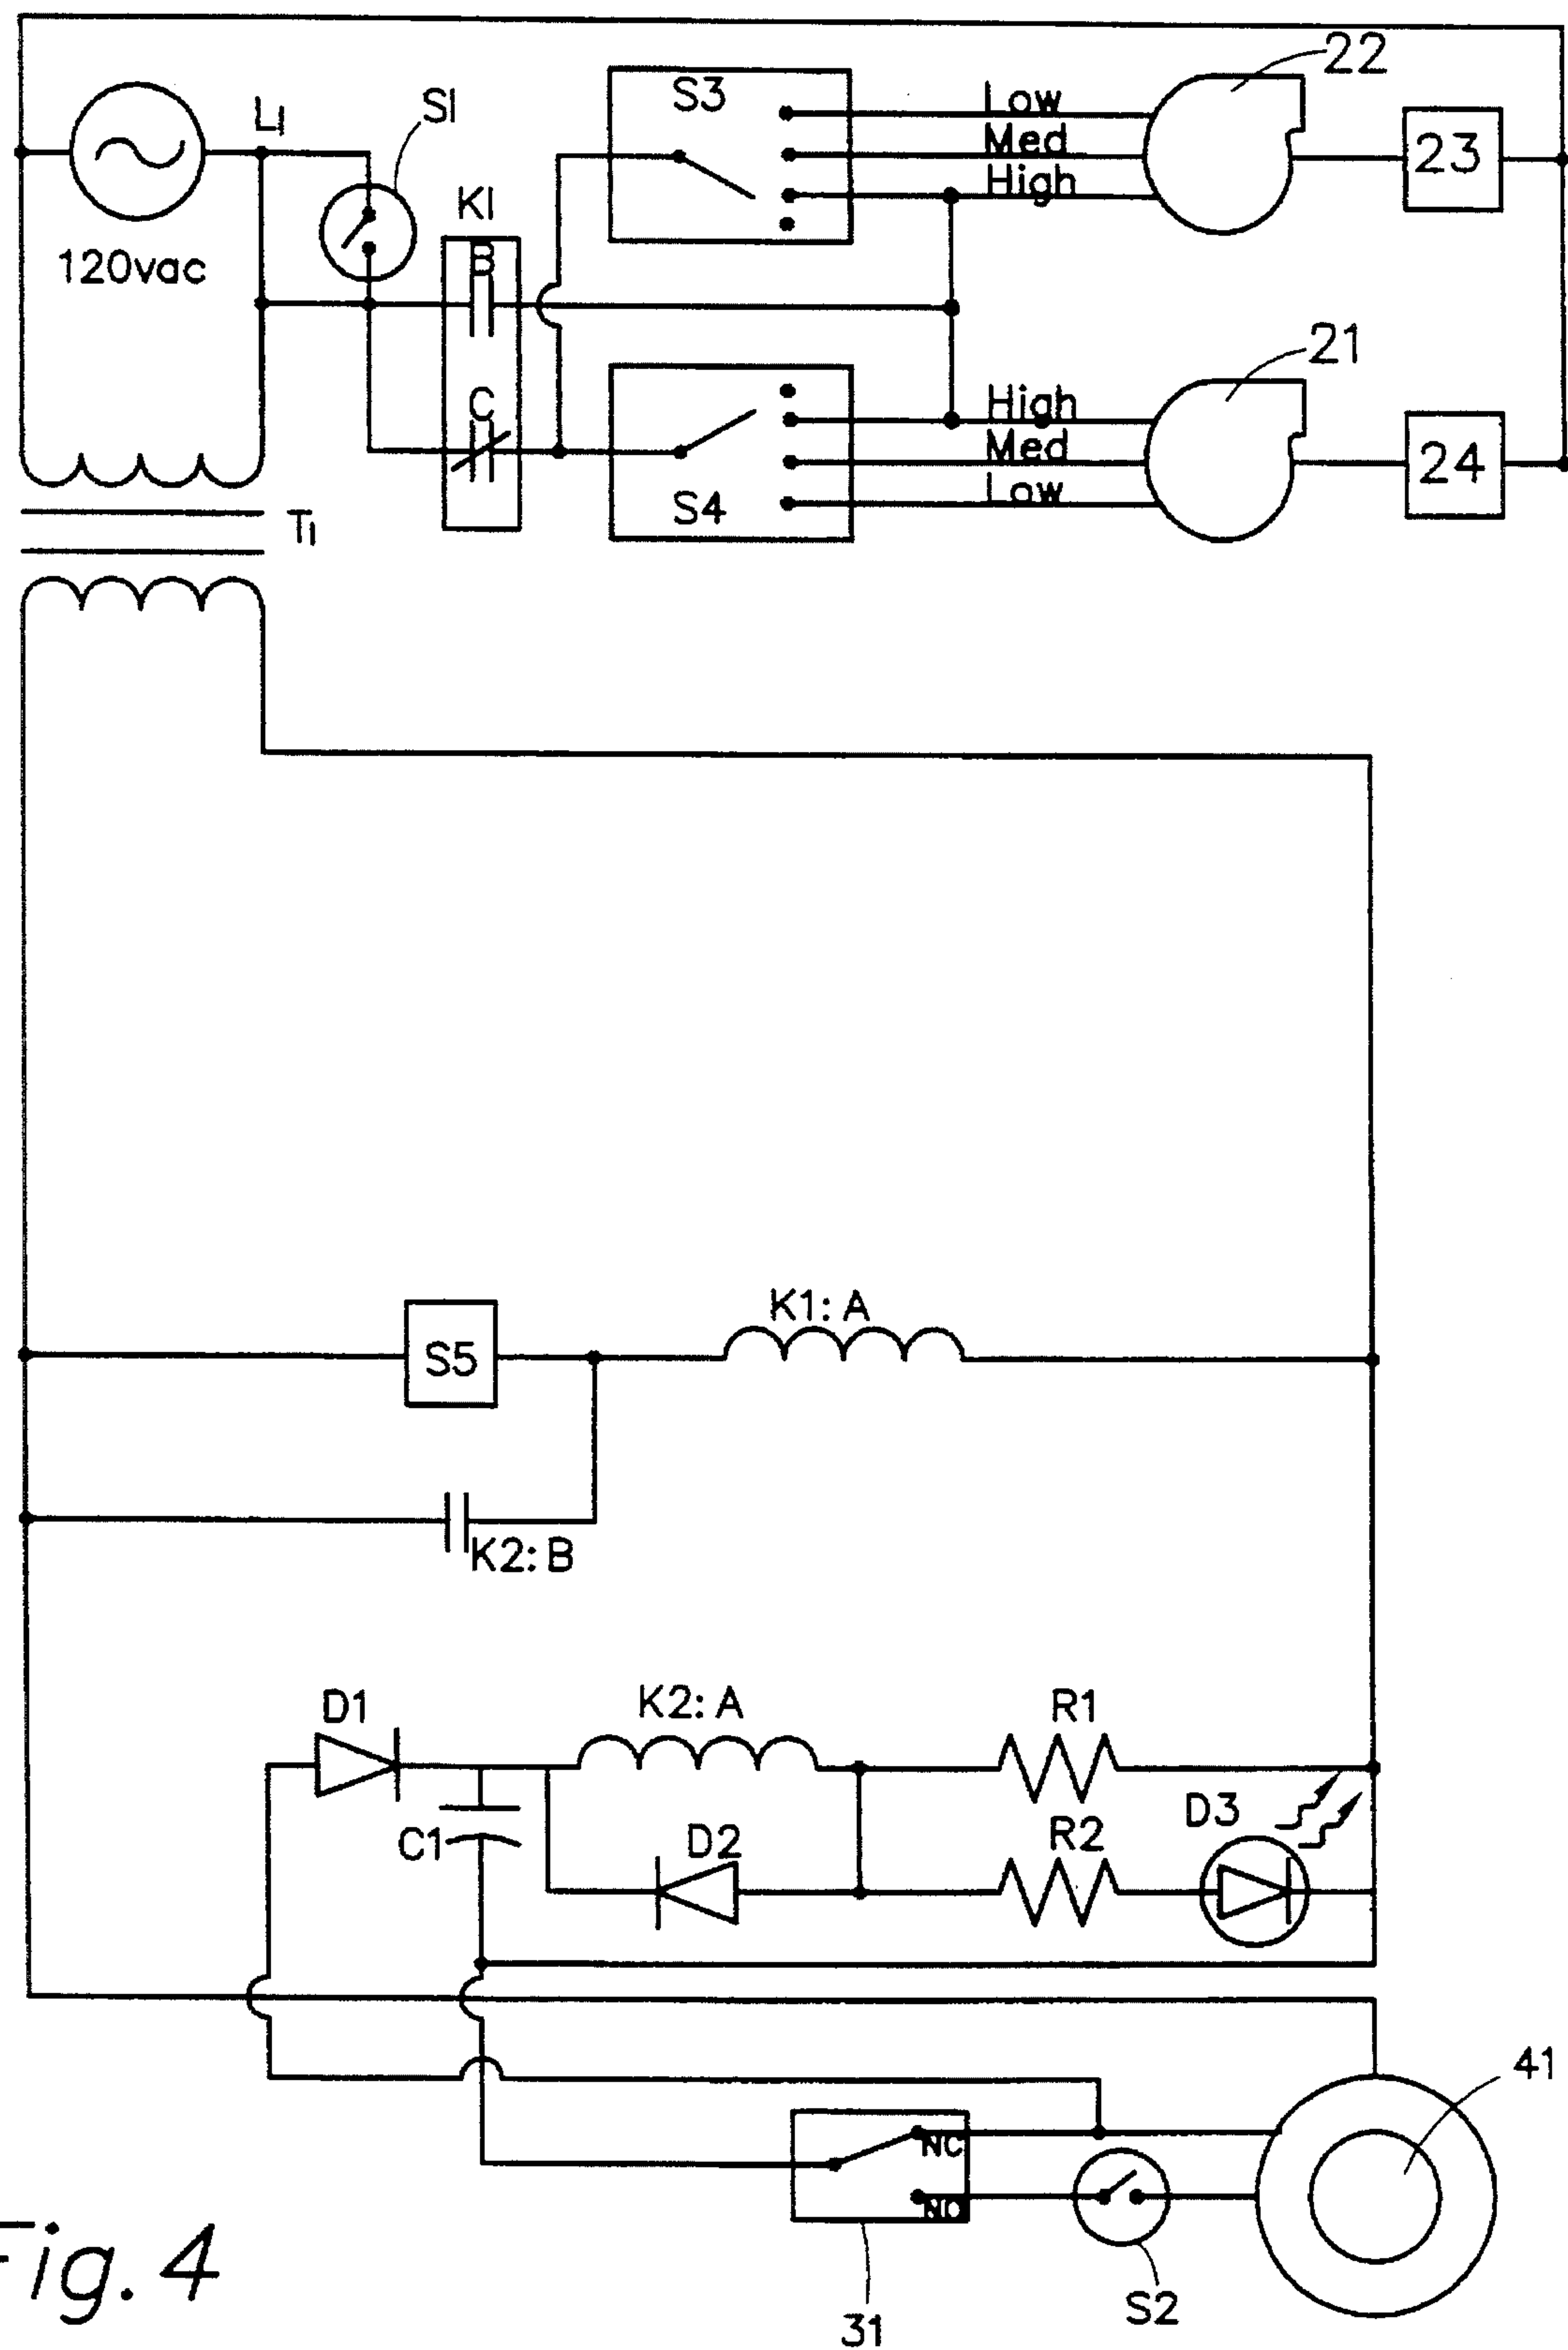 22
L1
S1
S3
Low
Med
High
23
K1
B
120vac
21
C
High
Med
Low
24
S4
T1
K1: A
S5
K2: B
D1
K2: A
R1
D3
C1
D2
R2
41
NC
NO
S2
31
Fig. 4